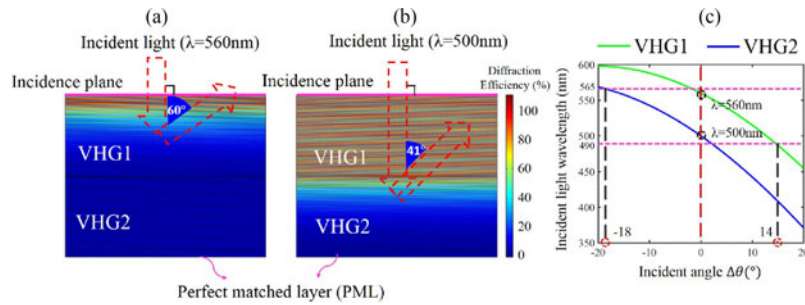 (a)
(b)
(c)
Incident light (λ=560nm)
Incident light (λ=500nm)
Incidence plane
Incidence plane
60°
41°
VHG1
VHG2
VHG1
VHG2
Perfect matched layer (PML)
Diffraction
Efficiency (%)
100
80
60
40
20
0
VHG1
VHG2
Incident light wavelength (nm)
600
565
550
500
490
450
400
350
λ=560nm
λ=500nm
-18
14
-20
-10
0
10
20
Incident angle Δθ(°)